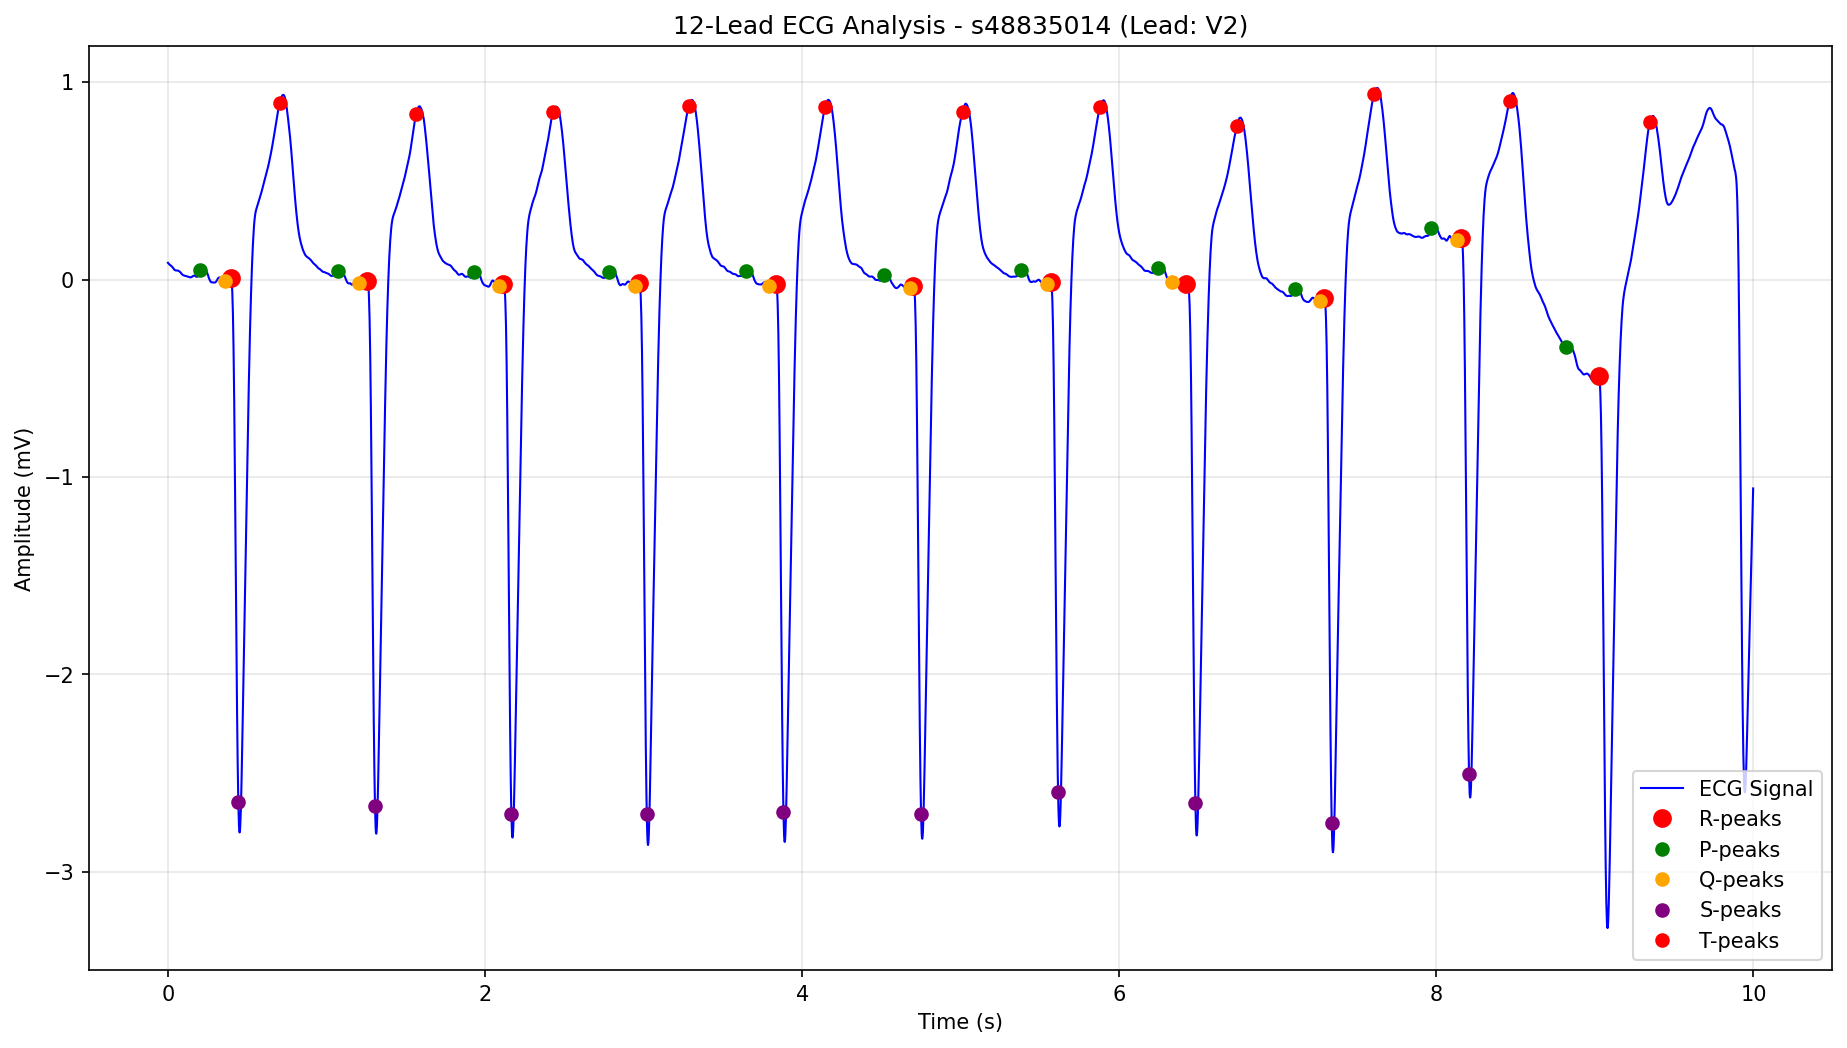 12-Lead ECG Analysis - s48835014 (Lead: V2)
1
0
−1
−2
−3
Amplitude (mV)
0
2
4
6
8
10
Time (s)
ECG Signal
R-peaks
P-peaks
Q-peaks
S-peaks
T-peaks